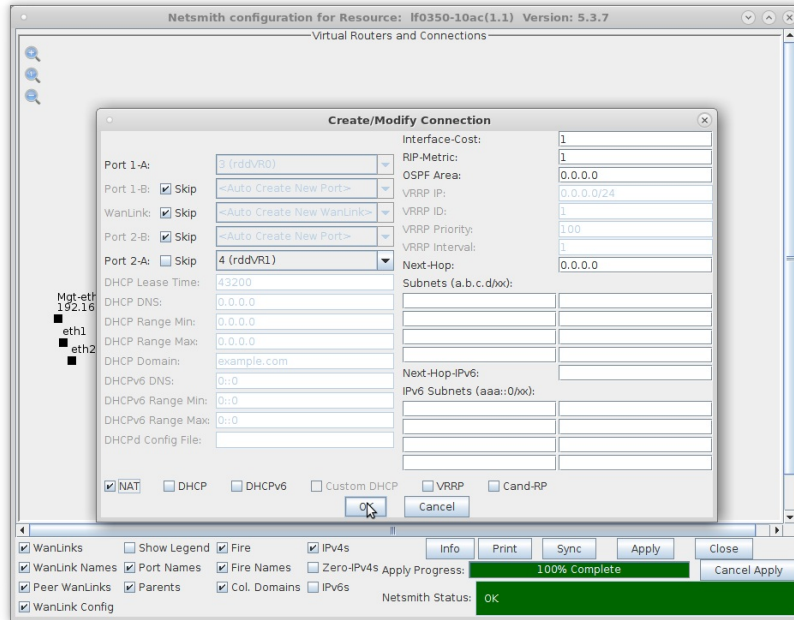 Netsmith configuration for Resource: lf0350-10ac(1.1) Version: 5.3.7
Virtual Routers and Connections
Create/Modify Connection
Port 1-A: 3 (rddVR0)
Port 1-B: Skip <Auto Create New Port>
WanLink: Skip <Auto Create New WanLink>
Port 2-B: Skip <Auto Create New Port>
Port 2-A: Skip 4 (rddVR1)
DHCP Lease Time: 43200
DHCP DNS: 0.0.0.0
DHCP Range Min: 0.0.0.0
DHCP Range Max: 0.0.0.0
DHCP Domain: example.com
DHCPv6 DNS: 0::0
DHCPv6 Range Min: 0::0
DHCPv6 Range Max: 0::0
DHCPd Config File:
Interface-Cost: 1
RIP-Metric: 1
OSPF Area: 0.0.0.0
VRRP IP: 0.0.0.0/24
VRRP ID: 1
VRRP Priority: 100
VRRP Interval: 1
Next-Hop: 0.0.0.0
Subnets (a.b.c.d/xx):
Next-Hop-IPv6:
IPv6 Subnets (aaa::0/xx):
NAT DHCP DHCPv6 Custom DHCP VRRP Cand-RP
OK Cancel
Mgt-eth
192.16
eth1
eth2
WanLinks Show Legend Fire IPv4s Info Print Sync Apply Close
WanLink Names Port Names Fire Names Zero-IPv4s Apply Progress: 100% Complete Cancel Apply
Peer WanLinks Parents Col. Domains IPv6s Netsmith Status: OK
WanLink Config